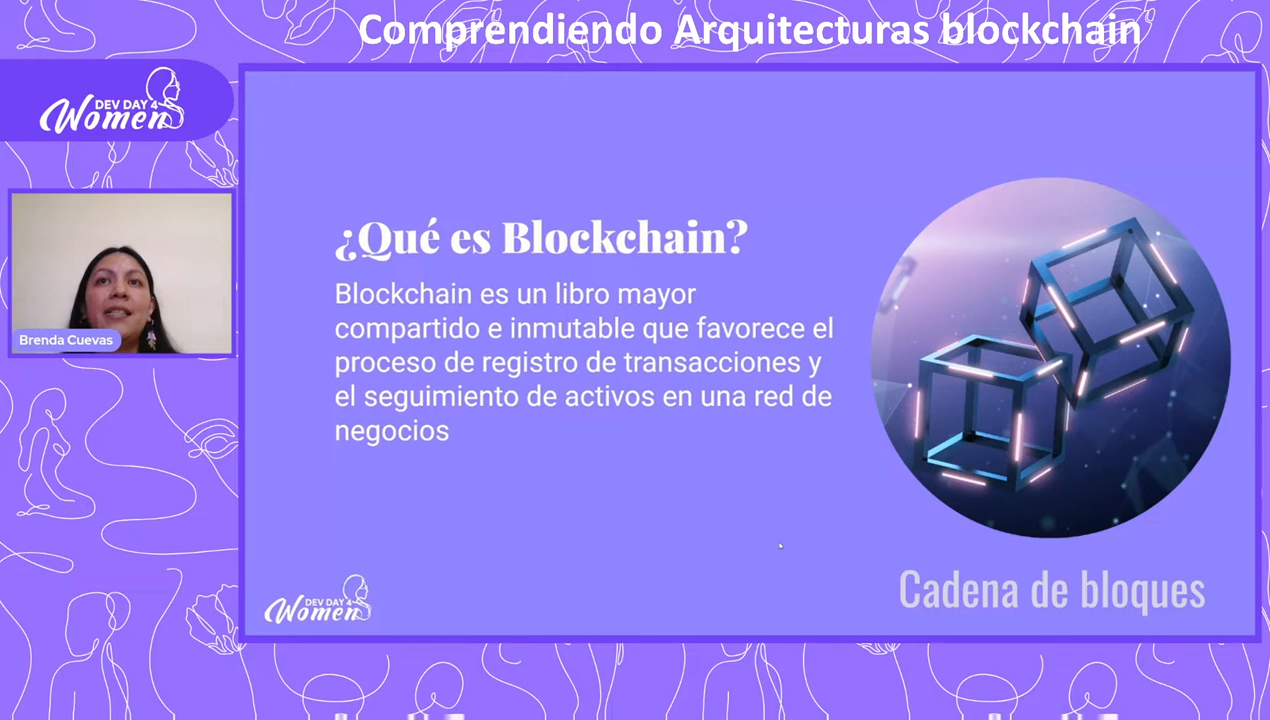 Comprendiendo Arquitecturas blockchain
DEV DAY 4
Women
Brenda Cuevas
¿Qué es Blockchain?
Blockchain es un libro mayor
compartido e inmutable que favorece el
proceso de registro de transacciones y
el seguimiento de activos en una red de
negocios
Cadena de bloques
DEV DAY 4
Women